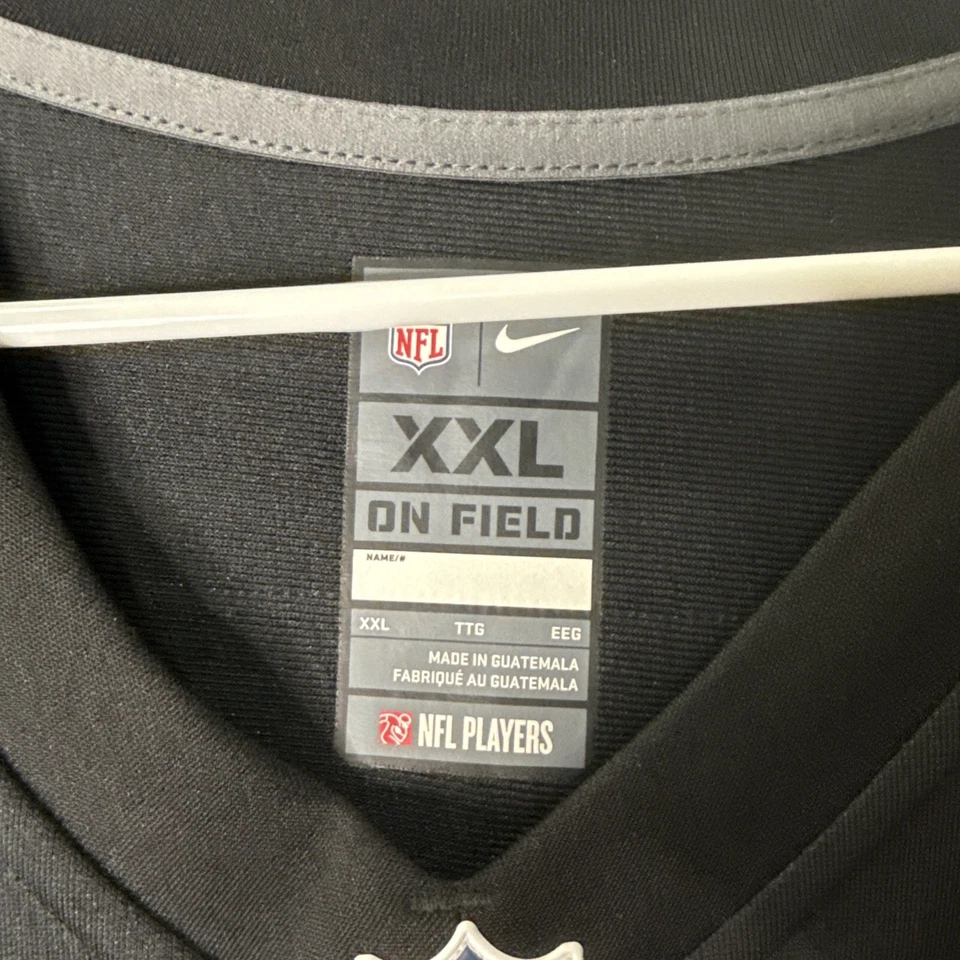 NFL
XXL
ON FIELD
NAME/#
XXL TTG EEG
MADE IN GUATEMALA
FABRIQUÉ AU GUATEMALA
NFL PLAYERS